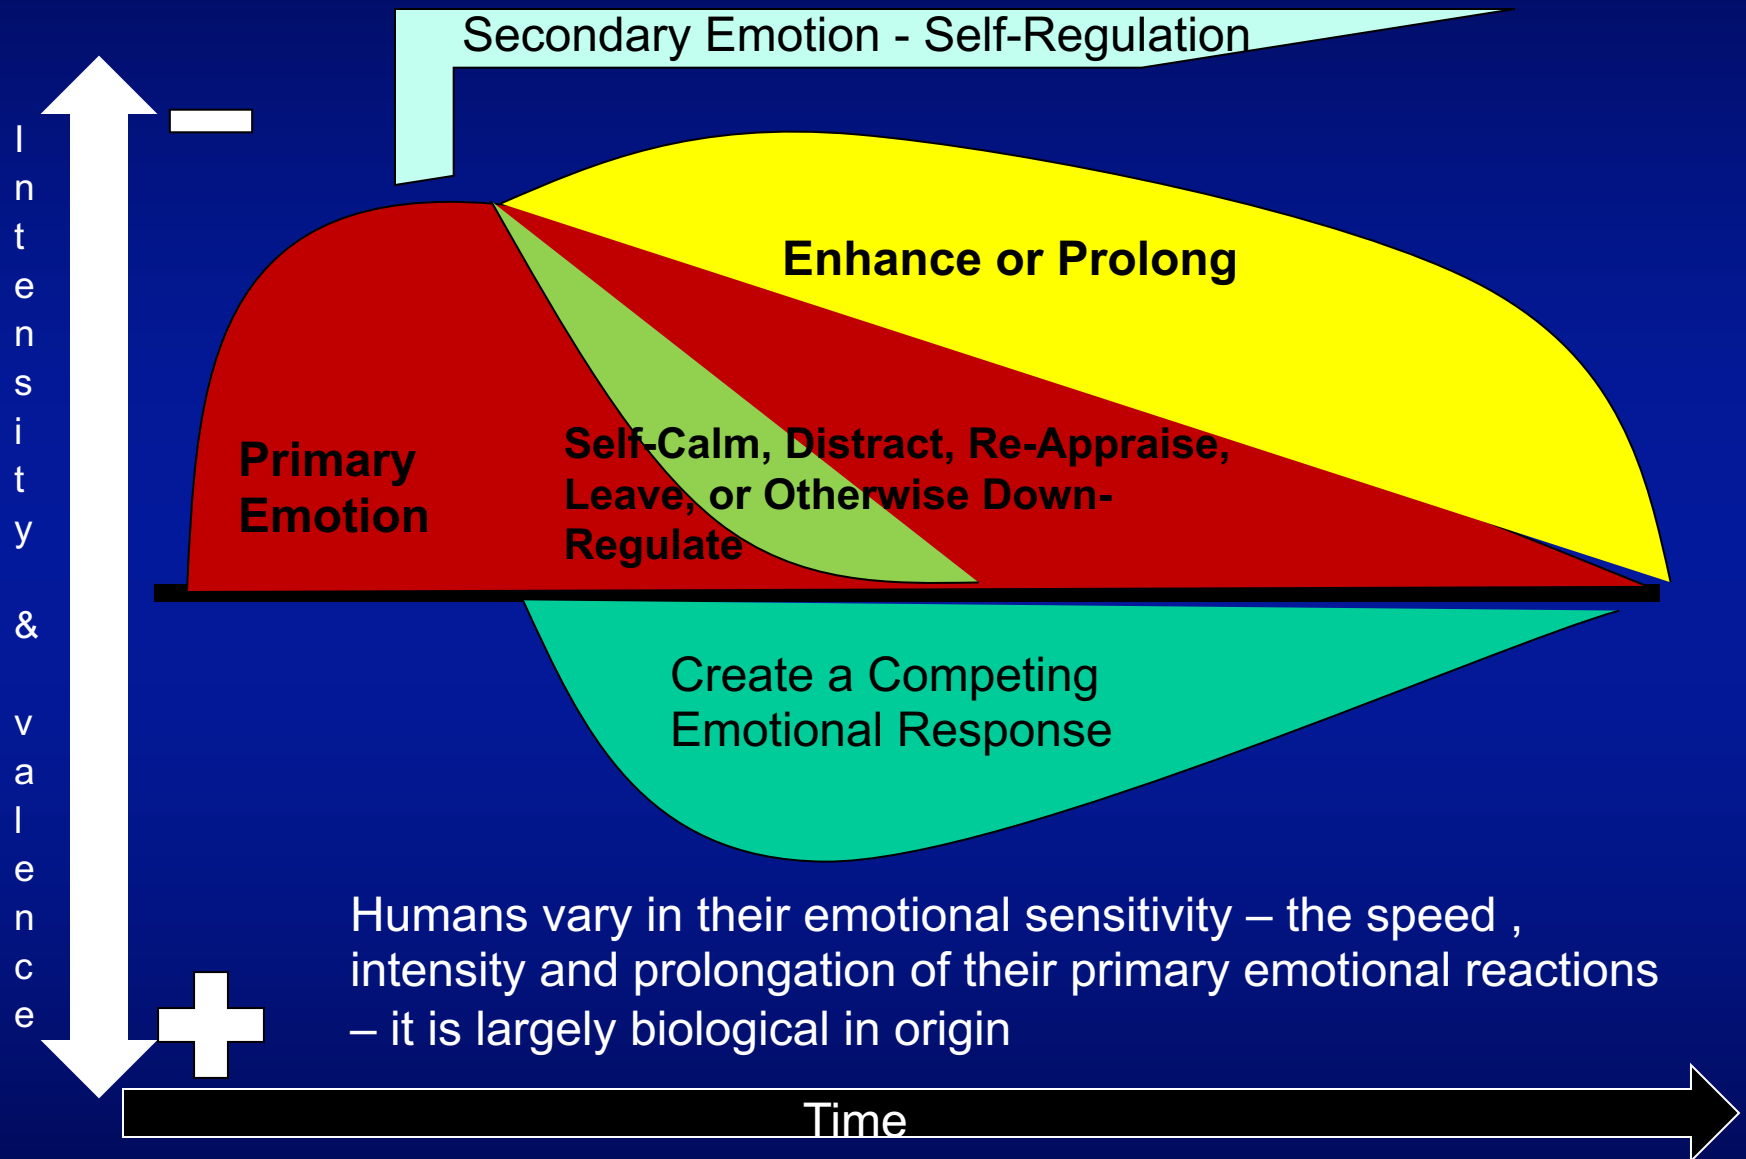 Secondary Emotion - Self-Regulation
Intensity & valence
Enhance or Prolong
Primary
Emotion
Self-Calm, Distract, Re-Appraise,
Leave, or Otherwise Down-
Regulate
Create a Competing
Emotional Response
Humans vary in their emotional sensitivity – the speed ,
intensity and prolongation of their primary emotional reactions
– it is largely biological in origin
Time